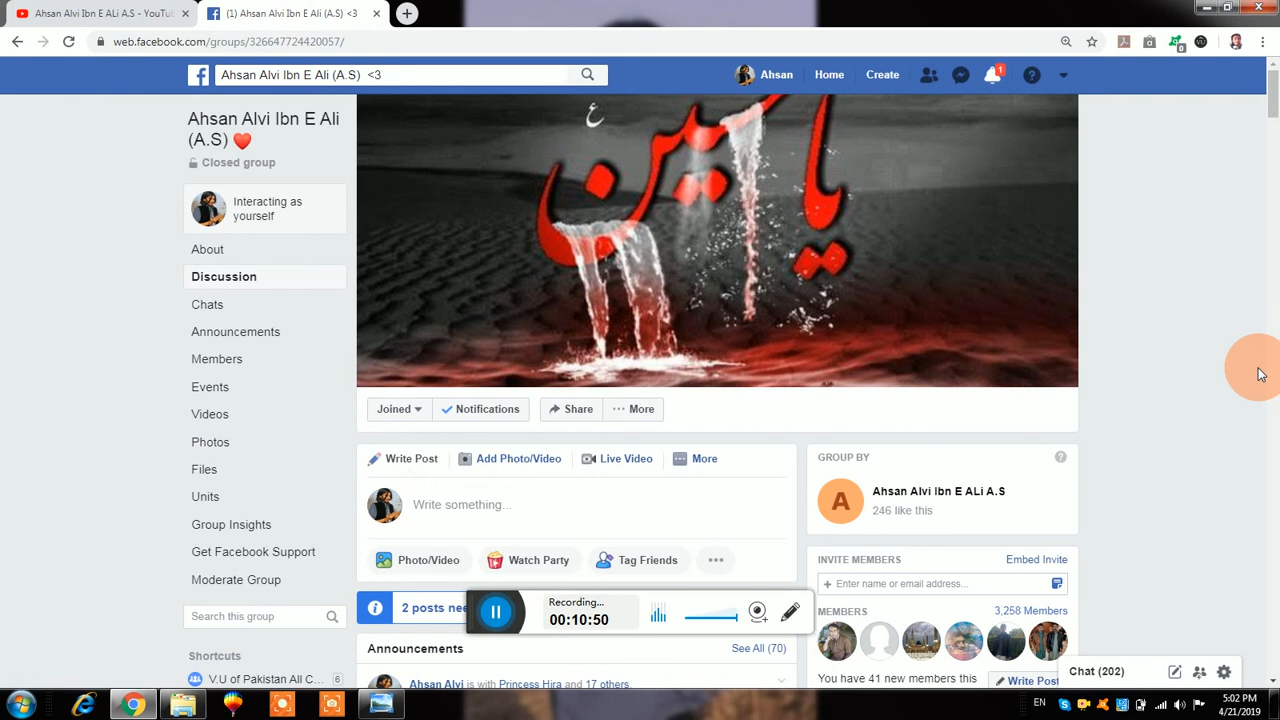 Ahsan Alvi Ibn E ALi A.S - YouTu
(1) Ahsan Alvi Ibn E Ali (A.S) <3
web.facebook.com/groups/326647724420057/
Ahsan Alvi Ibn E Ali (A.S) <3
Ahsan
Home
Create
1
Ahsan Alvi Ibn E Ali
(A.S)
Closed group
Interacting as
yourself
About
Discussion
Chats
Announcements
Members
Events
Videos
Photos
Files
Units
Group Insights
Get Facebook Support
Moderate Group
Search this group
Shortcuts
V.U of Pakistan All C...
6
Joined
Notifications
Share
More
Write Post
Add Photo/Video
Live Video
More
Write something...
Photo/Video
Watch Party
Tag Friends
2 posts nee
Recording...
00:10:50
Announcements
See All (70)
Ahsan Alvi is with Princess Hira and 17 others.
GROUP BY
A
Ahsan Alvi Ibn E ALi A.S
246 like this
INVITE MEMBERS
Embed Invite
Enter name or email address...
MEMBERS
3,258 Members
You have 41 new members this
Write Post
Chat (202)
EN
5:02 PM
4/21/2019